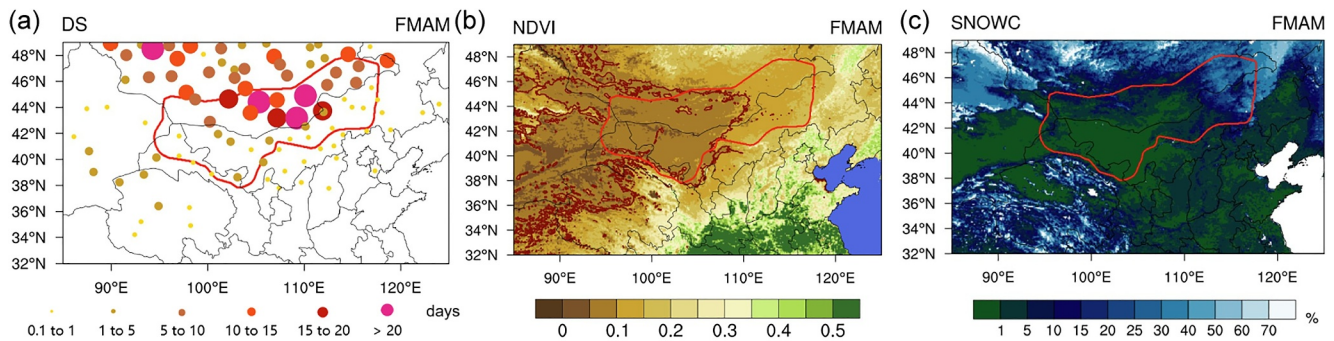 (a) DS FMAM
48°N
46°N
44°N
42°N
40°N
38°N
36°N
34°N
32°N
90°E 100°E 110°E 120°E
0.1 to 1 1 to 5 5 to 10 10 to 15 15 to 20 > 20 days
(b) NDVI FMAM
48°N
46°N
44°N
42°N
40°N
38°N
36°N
34°N
32°N
90°E 100°E 110°E 120°E
0 0.1 0.2 0.3 0.4 0.5
(c) SNOWC FMAM
48°N
46°N
44°N
42°N
40°N
38°N
36°N
34°N
32°N
90°E 100°E 110°E 120°E
1 5 10 15 20 25 30 40 50 60 70 %